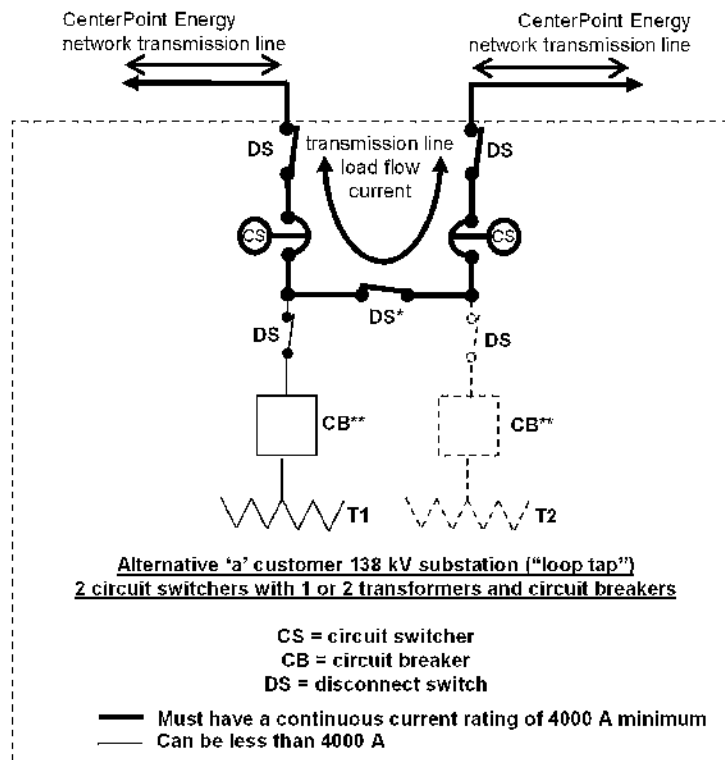 CenterPoint Energy
network transmission line
CenterPoint Energy
network transmission line
DS
transmission line
load flow
current
DS
CS
CS
DS*
DS
DS
CB**
CB**
T1
T2
Alternative 'a' customer 138 kV substation ("loop tap")
2 circuit switchers with 1 or 2 transformers and circuit breakers
CS = circuit switcher
CB = circuit breaker
DS = disconnect switch
Must have a continuous current rating of 4000 A minimum
Can be less than 4000 A